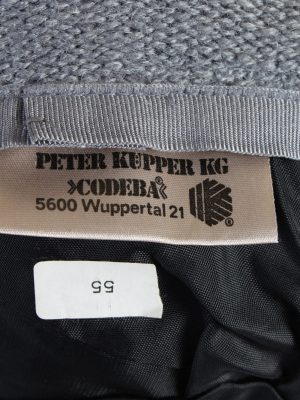 PETER KUPPER KG
CODEBA
5600 Wuppertal 21
55